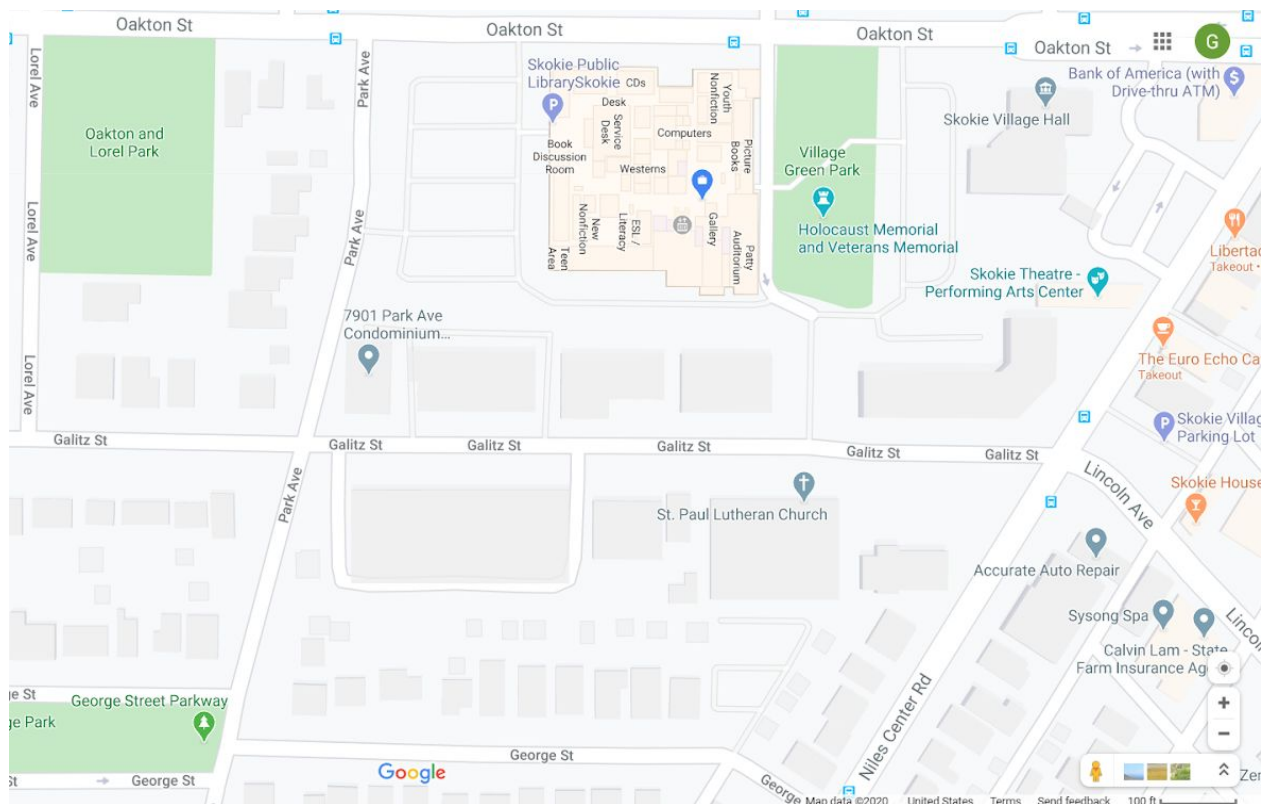 Oakton St
Oakton St
Oakton St
Oakton St
G
Lorel Ave
Park Ave
Skokie Public
LibrarySkokie
P
CDs
Desk
Service
Desk
Youth
Nonfiction
Computers
Bank of America (with
Drive-thru ATM)
$
Skokie Village Hall
Oakton and
Lorel Park
Book
Discussion
Room
Westerns
Picture
Books
Village
Green Park
Lorel Ave
Park Ave
New
Nonfiction
ESL /
Literacy
Gallery
Holocaust Memorial
and Veterans Memorial
Teen
Area
Patty
Auditorium
Libertad
Takeout •
Skokie Theatre -
Performing Arts Center
7901 Park Ave
Condominium...
Lorel Ave
The Euro Echo Ca
Takeout
Skokie Villag
Parking Lot
P
Galitz St
Galitz St
Galitz St
Galitz St
Galitz St
Galitz St
Park Ave
Lincoln Ave
Skokie House
St. Paul Lutheran Church
Accurate Auto Repair
Sysong Spa
Lincoln
Calvin Lam - State
Farm Insurance Ag
ge St
George Street Parkway
ge Park
Niles Center Rd
+
−
George St
St
George St
Google
George
Zen
Map data ©2020
United States
Terms
Send feedback
100 ft